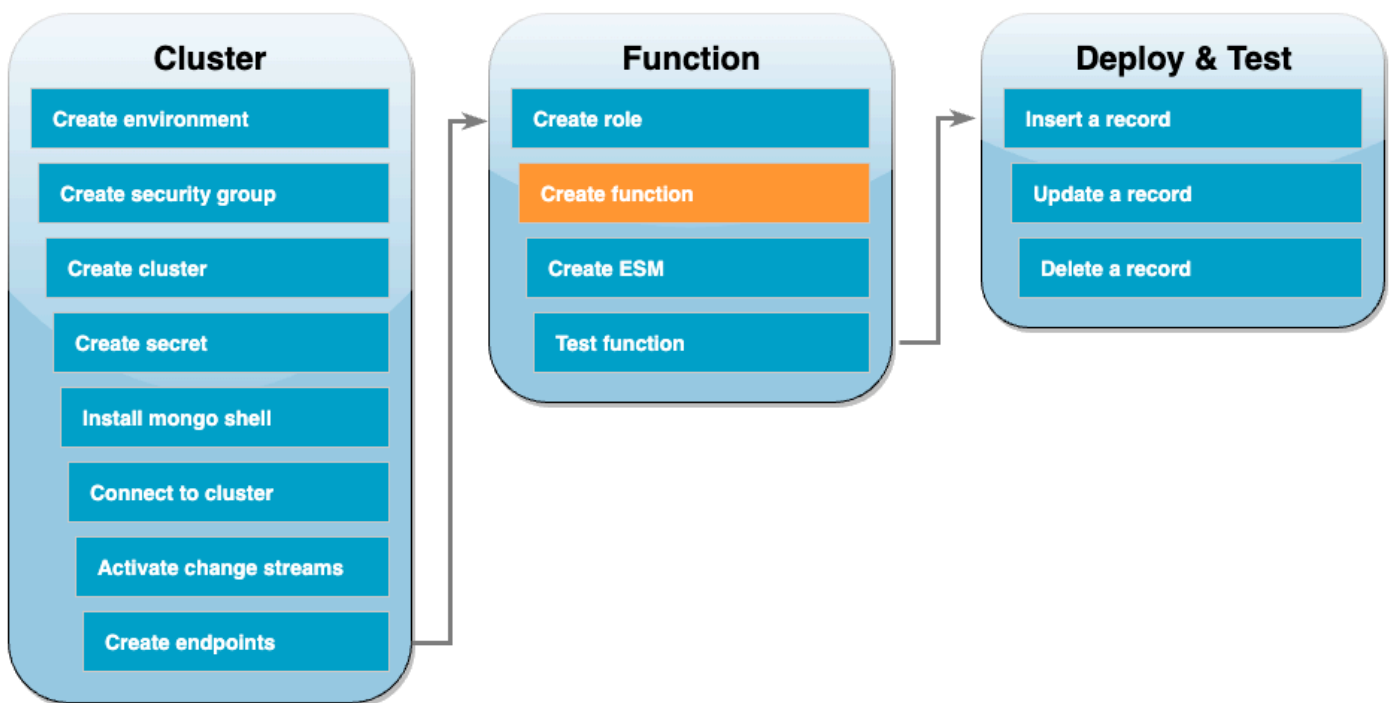 Cluster
Create environment
Create security group
Create cluster
Create secret
Install mongo shell
Connect to cluster
Activate change streams
Create endpoints
Function
Create role
Create function
Create ESM
Test function
Deploy & Test
Insert a record
Update a record
Delete a record